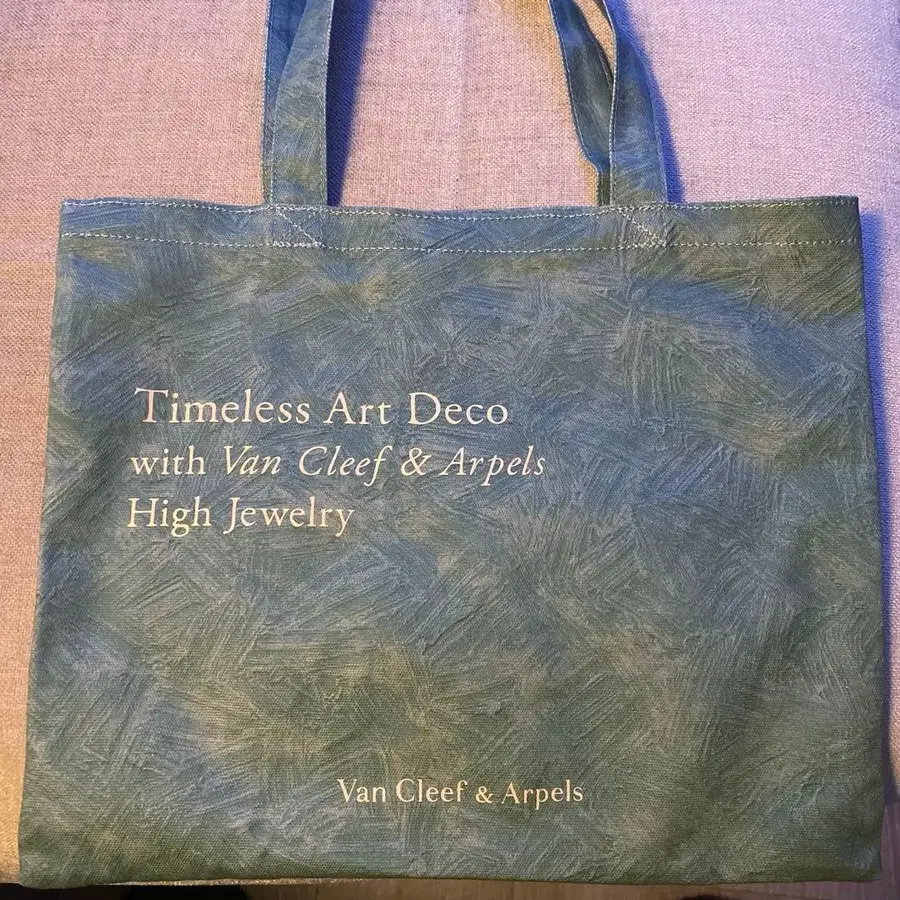 Timeless Art Deco
with Van Cleef & Arpels
High Jewelry
Van Cleef & Arpels